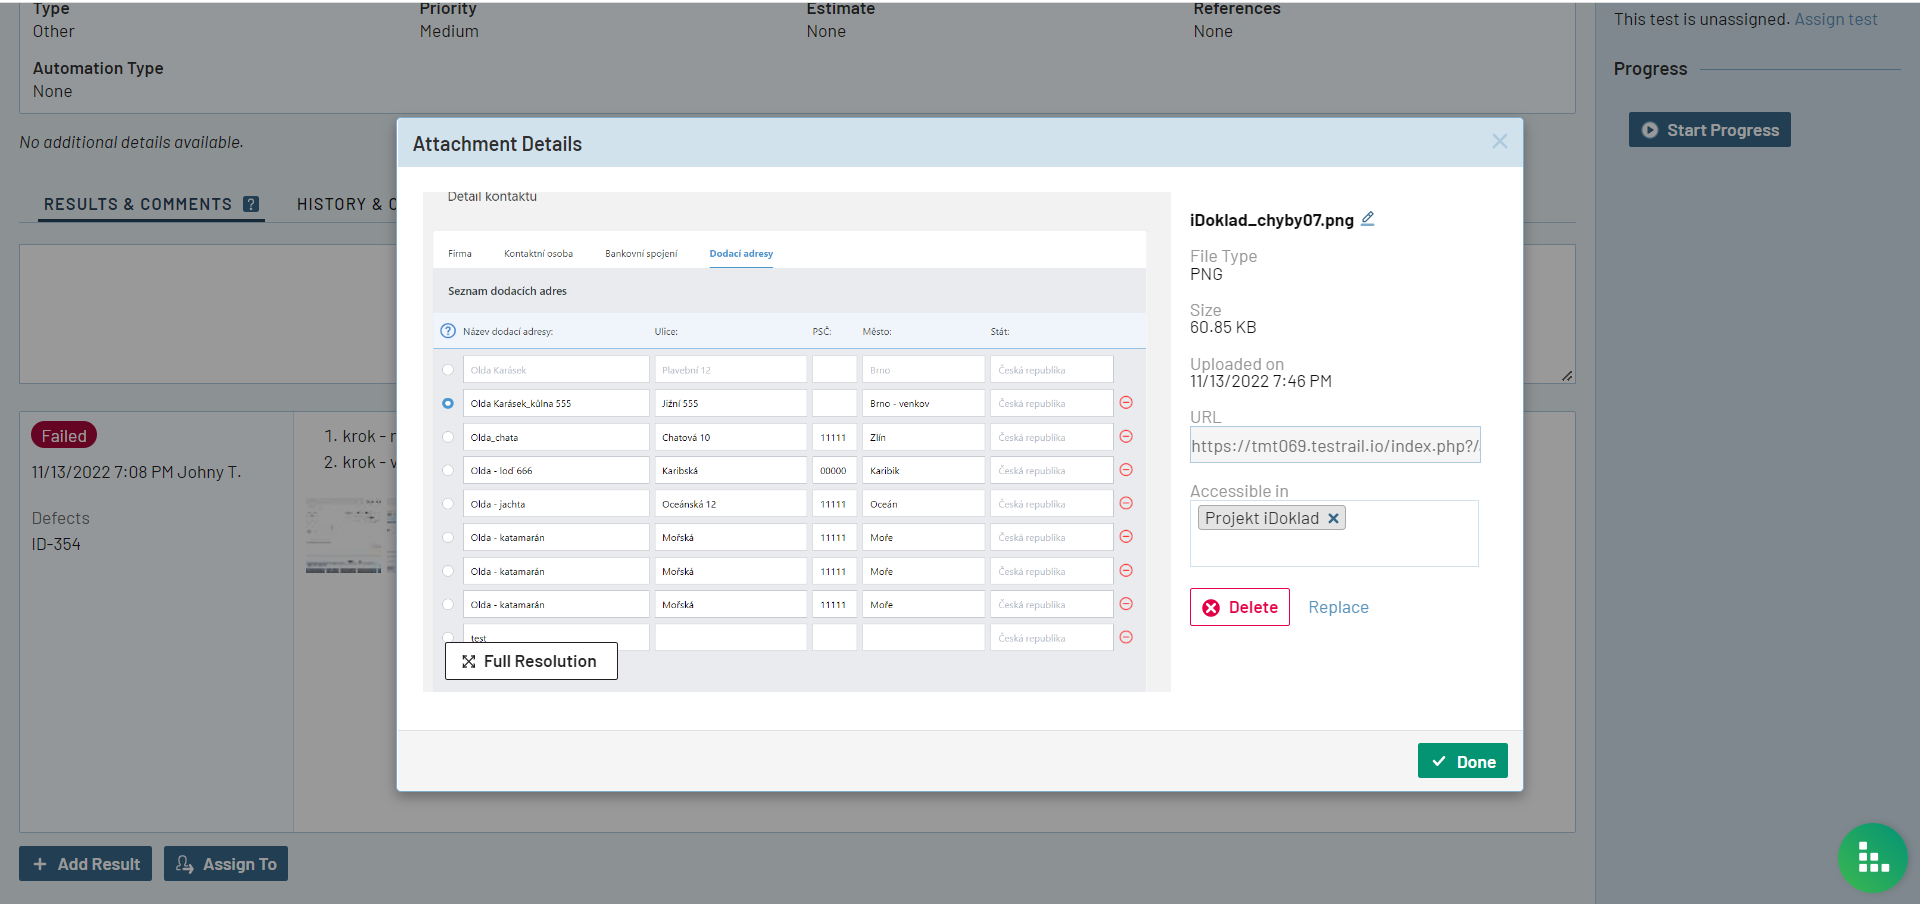 Type
Priority
Estimate
References
Other
Medium
None
None
Automation Type
None
No additional details available.
RESULTS & COMMENTS ?
HISTORY & C
Failed
11/13/2022 7:08 PM Johny T.
Defects
ID-354
1. krok - r
2. krok - v
Add Result
Assign To
This test is unassigned. Assign test
Progress
Start Progress
Attachment Details
Detail kontaktu
Firma
Kontaktní osoba
Bankovní spojení
Dodací adresy
Seznam dodacích adres
? Název dodací adresy: Ulice: PSČ: Město: Stát:
Olda Karásek Plavební 12 Brno Česká republika
Olda Karásek_kůlna 555 Jižní 555 Brno - venkov Česká republika
Olda_chata Chatová 10 11111 Zlín Česká republika
Olda - loď 666 Karibská 00000 Karibik Česká republika
Olda - jachta Oceánská 12 11111 Oceán Česká republika
Olda - katamarán Mořská 11111 Moře Česká republika
Olda - katamarán Mořská 11111 Moře Česká republika
Olda - katamarán Mořská 11111 Moře Česká republika
test Česká republika
Full Resolution
iDoklad_chyby07.png
File Type
PNG
Size
60.85 KB
Uploaded on
11/13/2022 7:46 PM
URL
https://tmt069.testrail.io/index.php?/
Accessible in
Projekt iDoklad
Delete
Replace
Done